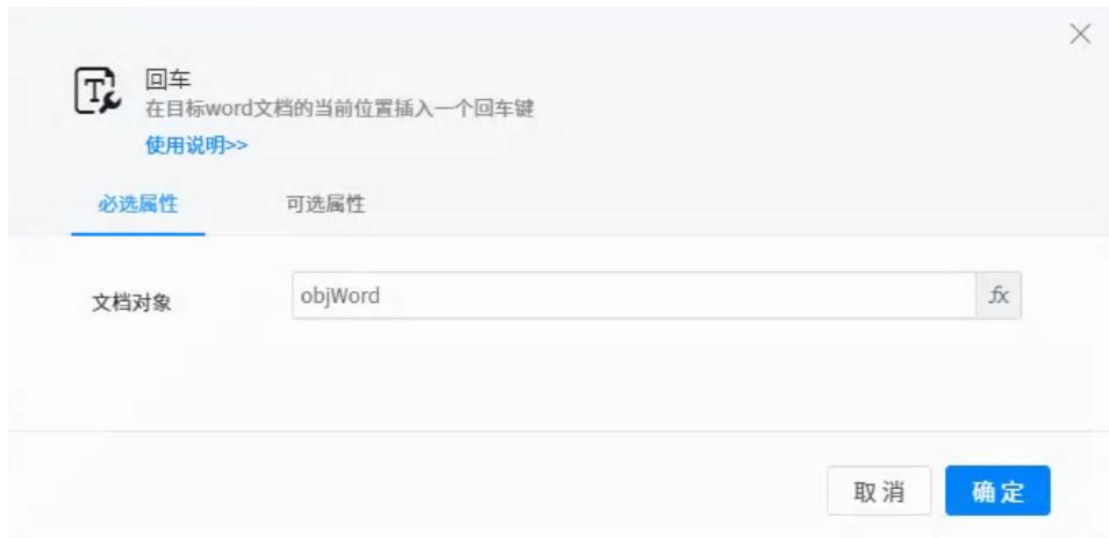 回车
在目标word文档的当前位置插入一个回车键
使用说明>>
必选属性 可选属性
文档对象 objWord fx
取消 确定